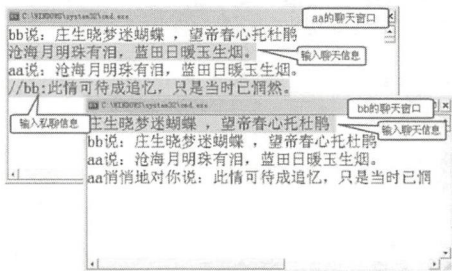 C:\WINDOWS\system32\cmd.exe
aa的聊天窗口
bb说：庄生晓梦迷蝴蝶 ，望帝春心托杜鹃
沧海月明珠有泪，蓝田日暖玉生烟。
输入聊天信息
aa说：沧海月明珠有泪，蓝田日暖玉生烟。
//bb:此情可待成追忆，只是当时已惘然。
输入私聊信息
C:\WINDOWS\system32\cmd.exe
bb的聊天窗口
庄生晓梦迷蝴蝶 ，望帝春心托杜鹃
输入聊天信息
bb说：庄生晓梦迷蝴蝶 ，望帝春心托杜鹃
aa说：沧海月明珠有泪，蓝田日暖玉生烟。
aa悄悄地对你说：此情可待成追忆，只是当时已惘